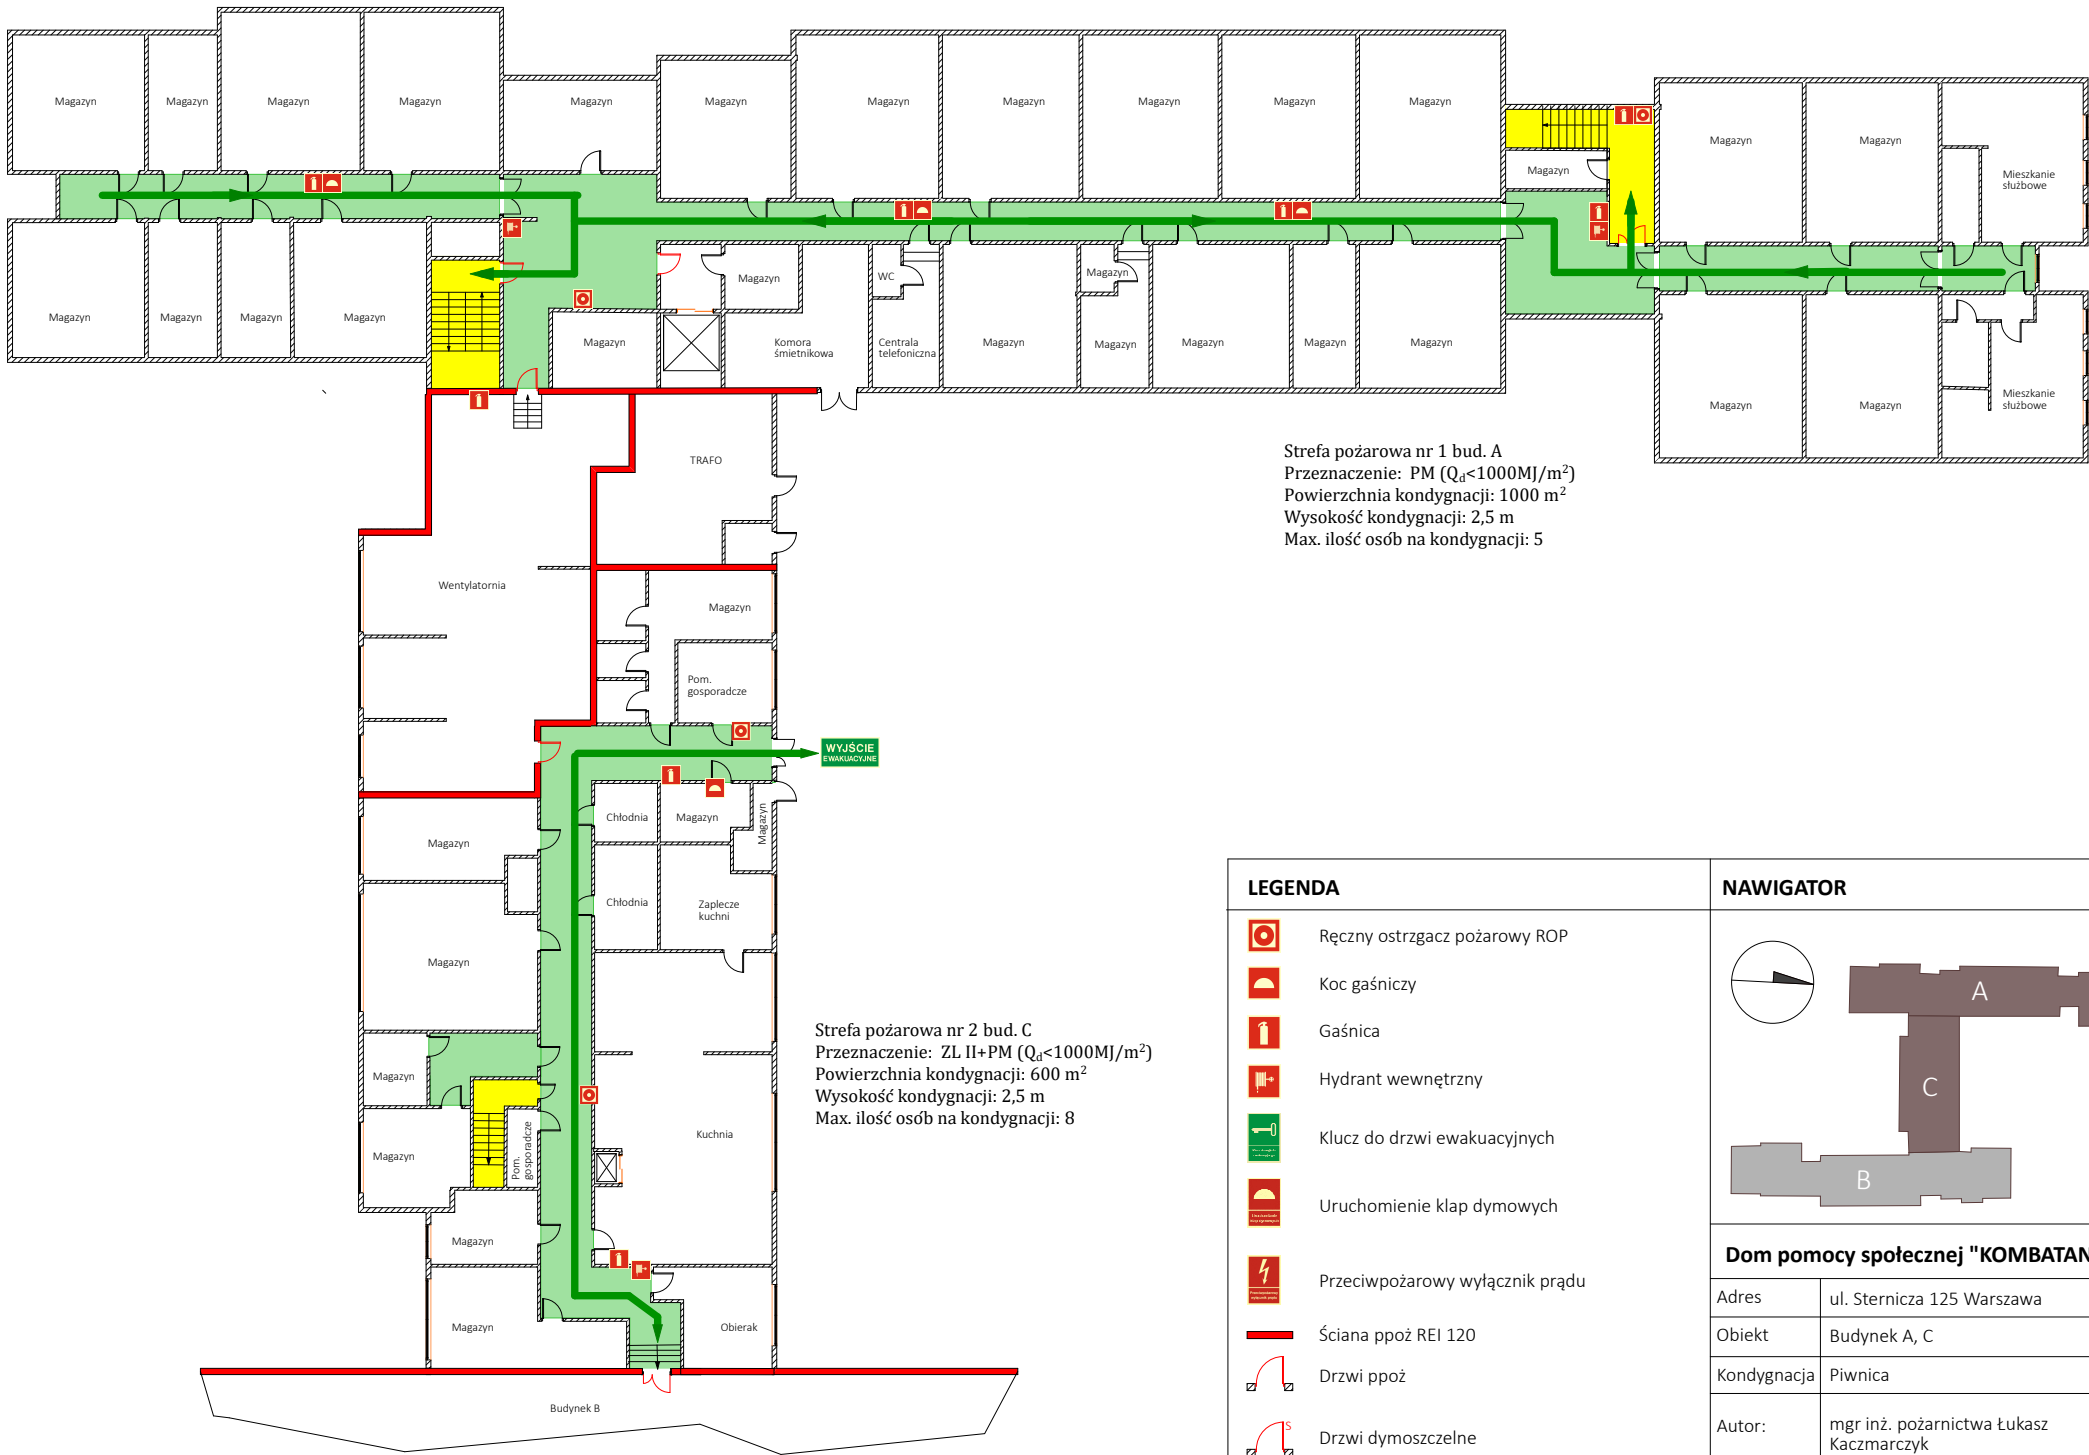 Magazyn
Magazyn
Magazyn
Magazyn
Magazyn
Magazyn
Magazyn
Magazyn
Magazyn
Magazyn
Magazyn
Magazyn
Magazyn
Magazyn
Mieszkanie
służbowe
Magazyn
Magazyn
Magazyn
Magazyn
Magazyn
Magazyn
Magazyn
Komora
śmietnikowa
WC
Centrala
telefoniczna
Magazyn
Magazyn
Magazyn
Magazyn
Magazyn
Magazyn
Magazyn
Magazyn
Mieszkanie
służbowe
TRAFO
Strefa pożarowa nr 1 bud. A
Przeznaczenie: PM (Qd<1000MJ/m²)
Powierzchnia kondygnacji: 1000 m²
Wysokość kondygnacji: 2,5 m
Max. ilość osób na kondygnacji: 5
Wentylatornia
Magazyn
Pom.
gosporadcze
WYJŚCIE
EWAKUACYJNE
Chłodnia
Magazyn
Magazyn
Magazyn
Chłodnia
Zaplecze
kuchni
Magazyn
Strefa pożarowa nr 2 bud. C
Przeznaczenie: ZL II+PM (Qd<1000MJ/m²)
Powierzchnia kondygnacji: 600 m²
Wysokość kondygnacji: 2,5 m
Max. ilość osób na kondygnacji: 8
Magazyn
Magazyn
Pom.
gosporadcze
Kuchnia
Magazyn
Magazyn
Obierak
Budynek B
LEGENDA
Ręczny ostrzgacz pożarowy ROP
Koc gaśniczy
Gaśnica
Hydrant wewnętrzny
Klucz do drzwi ewakuacyjnych
Uruchomienie klap dymowych
Przeciwpożarowy wyłącznik prądu
Ściana ppoż REI 120
Drzwi ppoż
S
Drzwi dymoszczelne
NAWIGATOR
A
C
B
Dom pomocy społecznej "KOMBATAN
Adres
ul. Sternicza 125 Warszawa
Obiekt
Budynek A, C
Kondygnacja
Piwnica
Autor:
mgr inż. pożarnictwa Łukasz
Kaczmarczyk